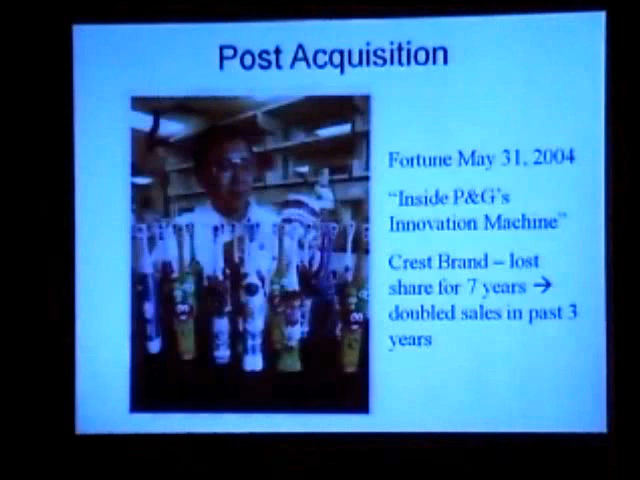 Post Acquisition
Fortune May 31, 2004
“Inside P&G’s
Innovation Machine”
Crest Brand – lost
share for 7 years →
doubled sales in past 3
years